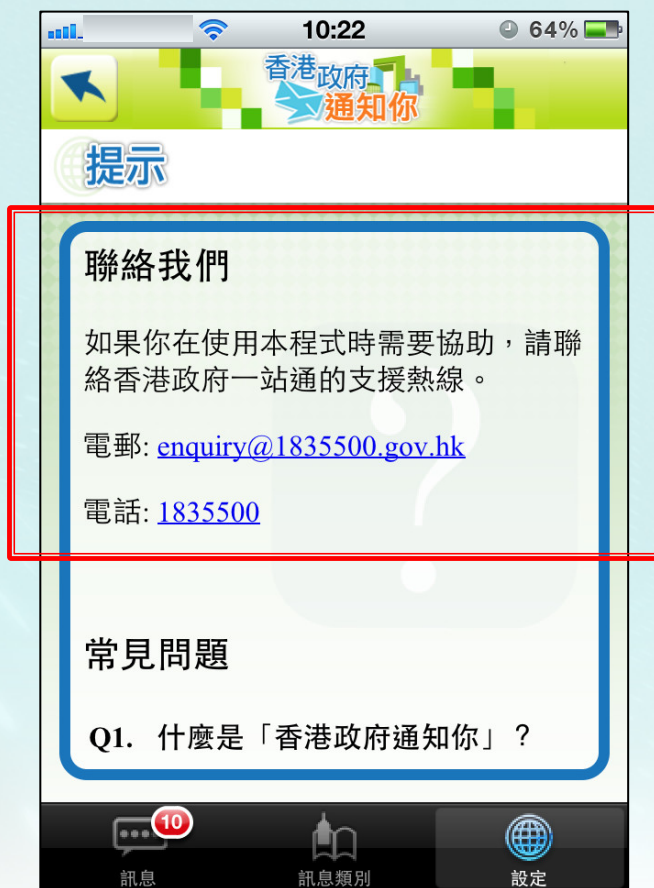 10:22
64%
香港政府
通知你
提示
聯絡我們
如果你在使用本程式時需要協助，請聯
絡香港政府一站通的支援熱線。
電郵: enquiry@1835500.gov.hk
電話: 1835500
?
常見問題
Q1. 什麼是「香港政府通知你」？
10
訊息
訊息類別
設定